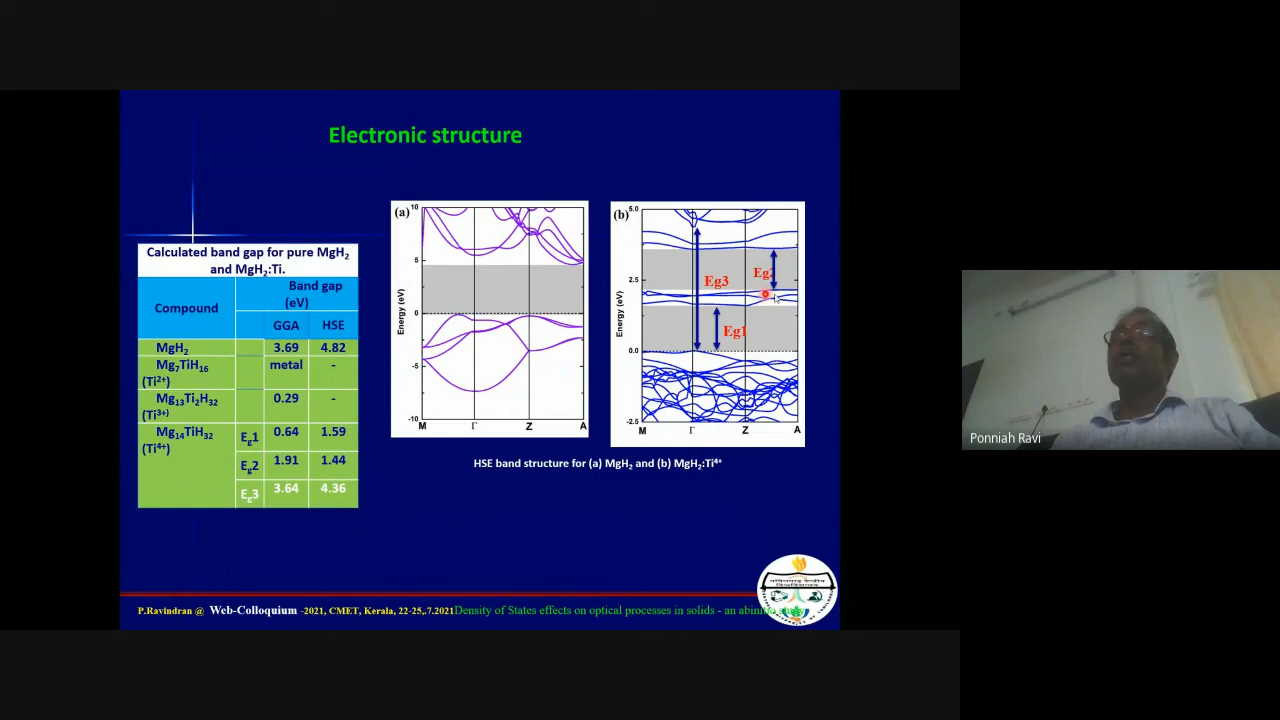 Electronic structure
Calculated band gap for pure MgH₂
and MgH₂:Ti.
Compound
Band gap
(eV)
GGA HSE
MgH₂ 3.69 4.82
Mg₇TiH₁₆
(Ti²⁺)
metal -
Mg₁₃Ti₂H₃₂
(Ti³⁺)
0.29 -
Mg₁₄TiH₃₂
(Ti⁴⁺)
Eg1 0.64 1.59
Eg2 1.91 1.44
Eg3 3.64 4.36
(a)
10
5
0
-5
-10
Energy (eV)
M Γ Z A
(b)
5.0
2.5
0.0
-2.5
Energy (eV)
Eg3
Eg2
Eg1
M Γ Z A
HSE band structure for (a) MgH₂ and (b) MgH₂:Ti⁴⁺
P.Ravindran @ Web-Colloquium -2021, CMET, Kerala, 22-25,.7.2021 Density of States effects on optical processes in solids - an
Ponniah Ravi